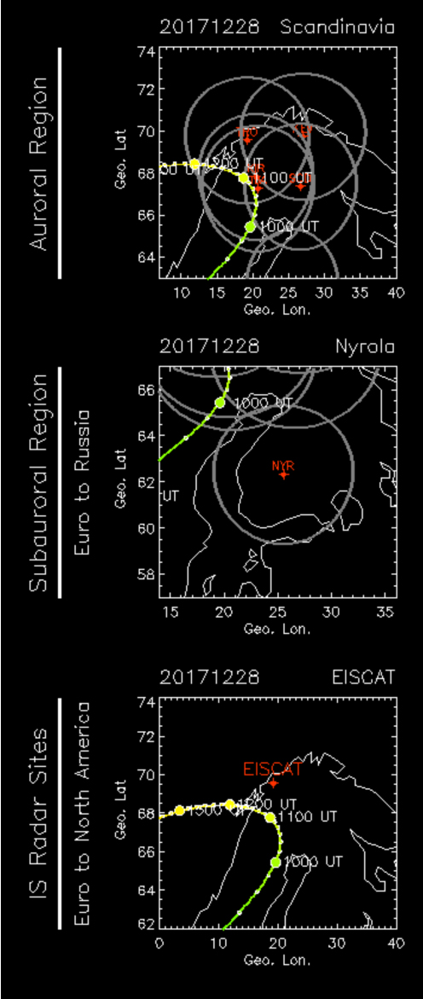 20171228 Scandinavia
Auroral Region
Geo. Lat
74
72
70
68
66
64
THO
KEV
SOD
1200 UT
1100 UT
1000 UT
10 15 20 25 30 35 40
Geo. Lon.
20171228 Nyrola
Subauroral Region
Euro to Russia
Geo. Lat
66
64
62
60
58
1000 UT
NYR
UT
15 20 25 30 35
Geo. Lon.
20171228 EISCAT
IS Radar Sites
Euro to North America
Geo. Lat
74
72
70
68
66
64
62
EISCAT
1300
1200 UT
1100 UT
1000 UT
0 10 20 30 40
Geo. Lon.